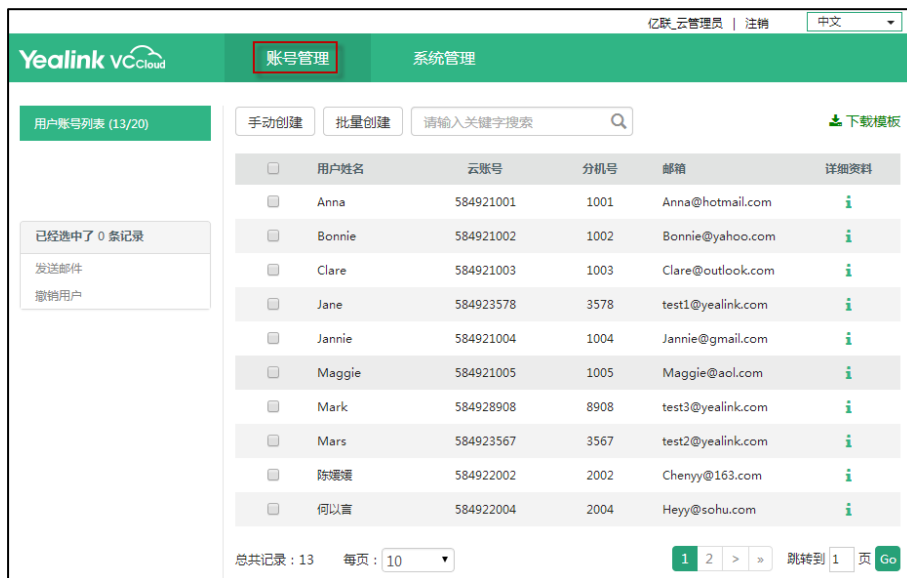 亿联_云管理员 | 注销 中文
Yealink VCCloud 账号管理 系统管理
用户账号列表 (13/20)
手动创建 批量创建 请输入关键字搜索 下载模板
用户姓名 云账号 分机号 邮箱 详细资料
Anna 584921001 1001 Anna@hotmail.com
已经选中了 0 条记录
Bonnie 584921002 1002 Bonnie@yahoo.com
发送邮件
Clare 584921003 1003 Clare@outlook.com
撤销用户
Jane 584923578 3578 test1@yealink.com
Jannie 584921004 1004 Jannie@gmail.com
Maggie 584921005 1005 Maggie@aol.com
Mark 584928908 8908 test3@yealink.com
Mars 584923567 3567 test2@yealink.com
陈媛媛 584922002 2002 Chenyy@163.com
何以言 584922004 2004 Heyy@sohu.com
总共记录：13 每页：10 1 2 > » 跳转到 1 页 Go